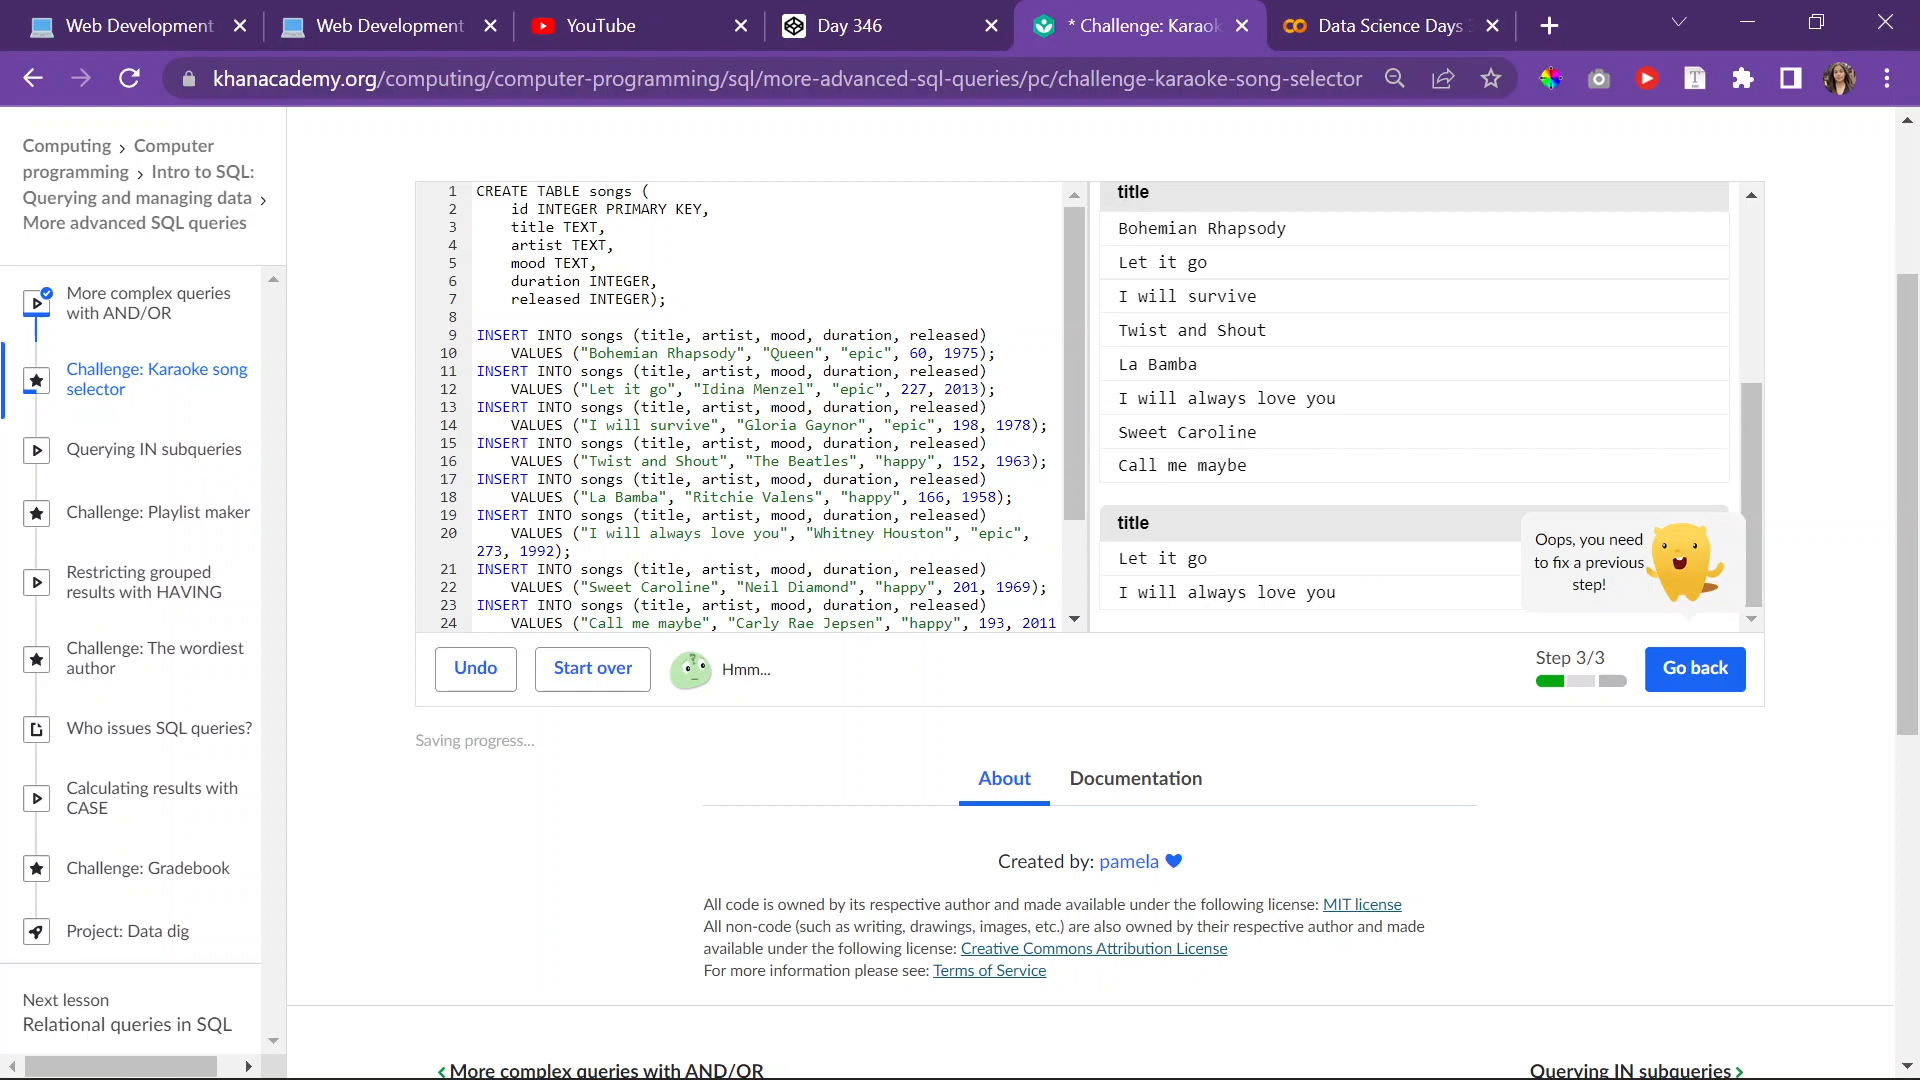 Web Development
Web Development
YouTube
Day 346
* Challenge: Karaok
Data Science Days
khanacademy.org/computing/computer-programming/sql/more-advanced-sql-queries/pc/challenge-karaoke-song-selector
Computing > Computer
programming > Intro to SQL:
Querying and managing data >
More advanced SQL queries
More complex queries
with AND/OR
Challenge: Karaoke song
selector
Querying IN subqueries
Challenge: Playlist maker
Restricting grouped
results with HAVING
Challenge: The wordiest
author
Who issues SQL queries?
Calculating results with
CASE
Challenge: Gradebook
Project: Data dig
Next lesson
Relational queries in SQL
1 CREATE TABLE songs (
2 id INTEGER PRIMARY KEY,
3 title TEXT,
4 artist TEXT,
5 mood TEXT,
6 duration INTEGER,
7 released INTEGER);
8
9 INSERT INTO songs (title, artist, mood, duration, released)
10 VALUES ("Bohemian Rhapsody", "Queen", "epic", 60, 1975);
11 INSERT INTO songs (title, artist, mood, duration, released)
12 VALUES ("Let it go", "Idina Menzel", "epic", 227, 2013);
13 INSERT INTO songs (title, artist, mood, duration, released)
14 VALUES ("I will survive", "Gloria Gaynor", "epic", 198, 1978);
15 INSERT INTO songs (title, artist, mood, duration, released)
16 VALUES ("Twist and Shout", "The Beatles", "happy", 152, 1963);
17 INSERT INTO songs (title, artist, mood, duration, released)
18 VALUES ("La Bamba", "Ritchie Valens", "happy", 166, 1958);
19 INSERT INTO songs (title, artist, mood, duration, released)
20 VALUES ("I will always love you", "Whitney Houston", "epic",
273, 1992);
21 INSERT INTO songs (title, artist, mood, duration, released)
22 VALUES ("Sweet Caroline", "Neil Diamond", "happy", 201, 1969);
23 INSERT INTO songs (title, artist, mood, duration, released)
24 VALUES ("Call me maybe", "Carly Rae Jepsen", "happy", 193, 2011
title
Bohemian Rhapsody
Let it go
I will survive
Twist and Shout
La Bamba
I will always love you
Sweet Caroline
Call me maybe
title
Let it go
I will always love you
Oops, you need
to fix a previous
step!
Undo
Start over
Hmm...
Step 3/3
Go back
Saving progress...
About
Documentation
Created by: pamela
All code is owned by its respective author and made available under the following license: MIT license
All non-code (such as writing, drawings, images, etc.) are also owned by their respective author and made
available under the following license: Creative Commons Attribution License
For more information please see: Terms of Service
< More complex queries with AND/OR
Querying IN subqueries >